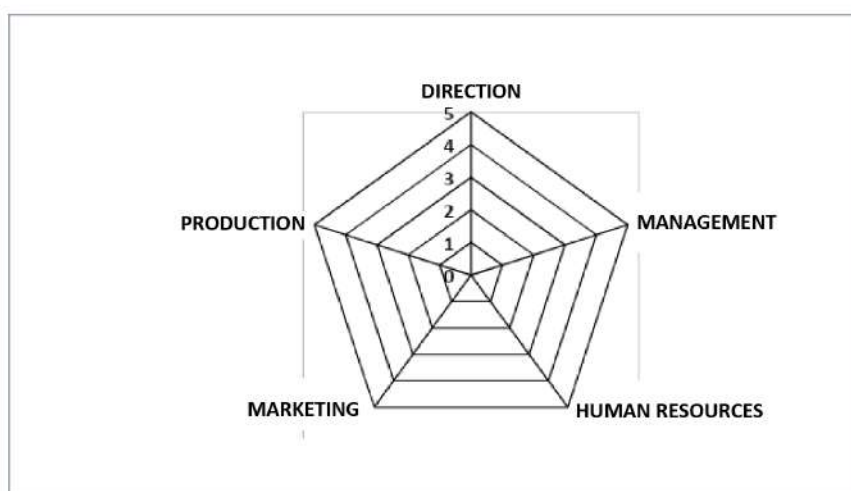 DIRECTION
5
4
3
2
1
0
PRODUCTION
MANAGEMENT
MARKETING
HUMAN RESOURCES